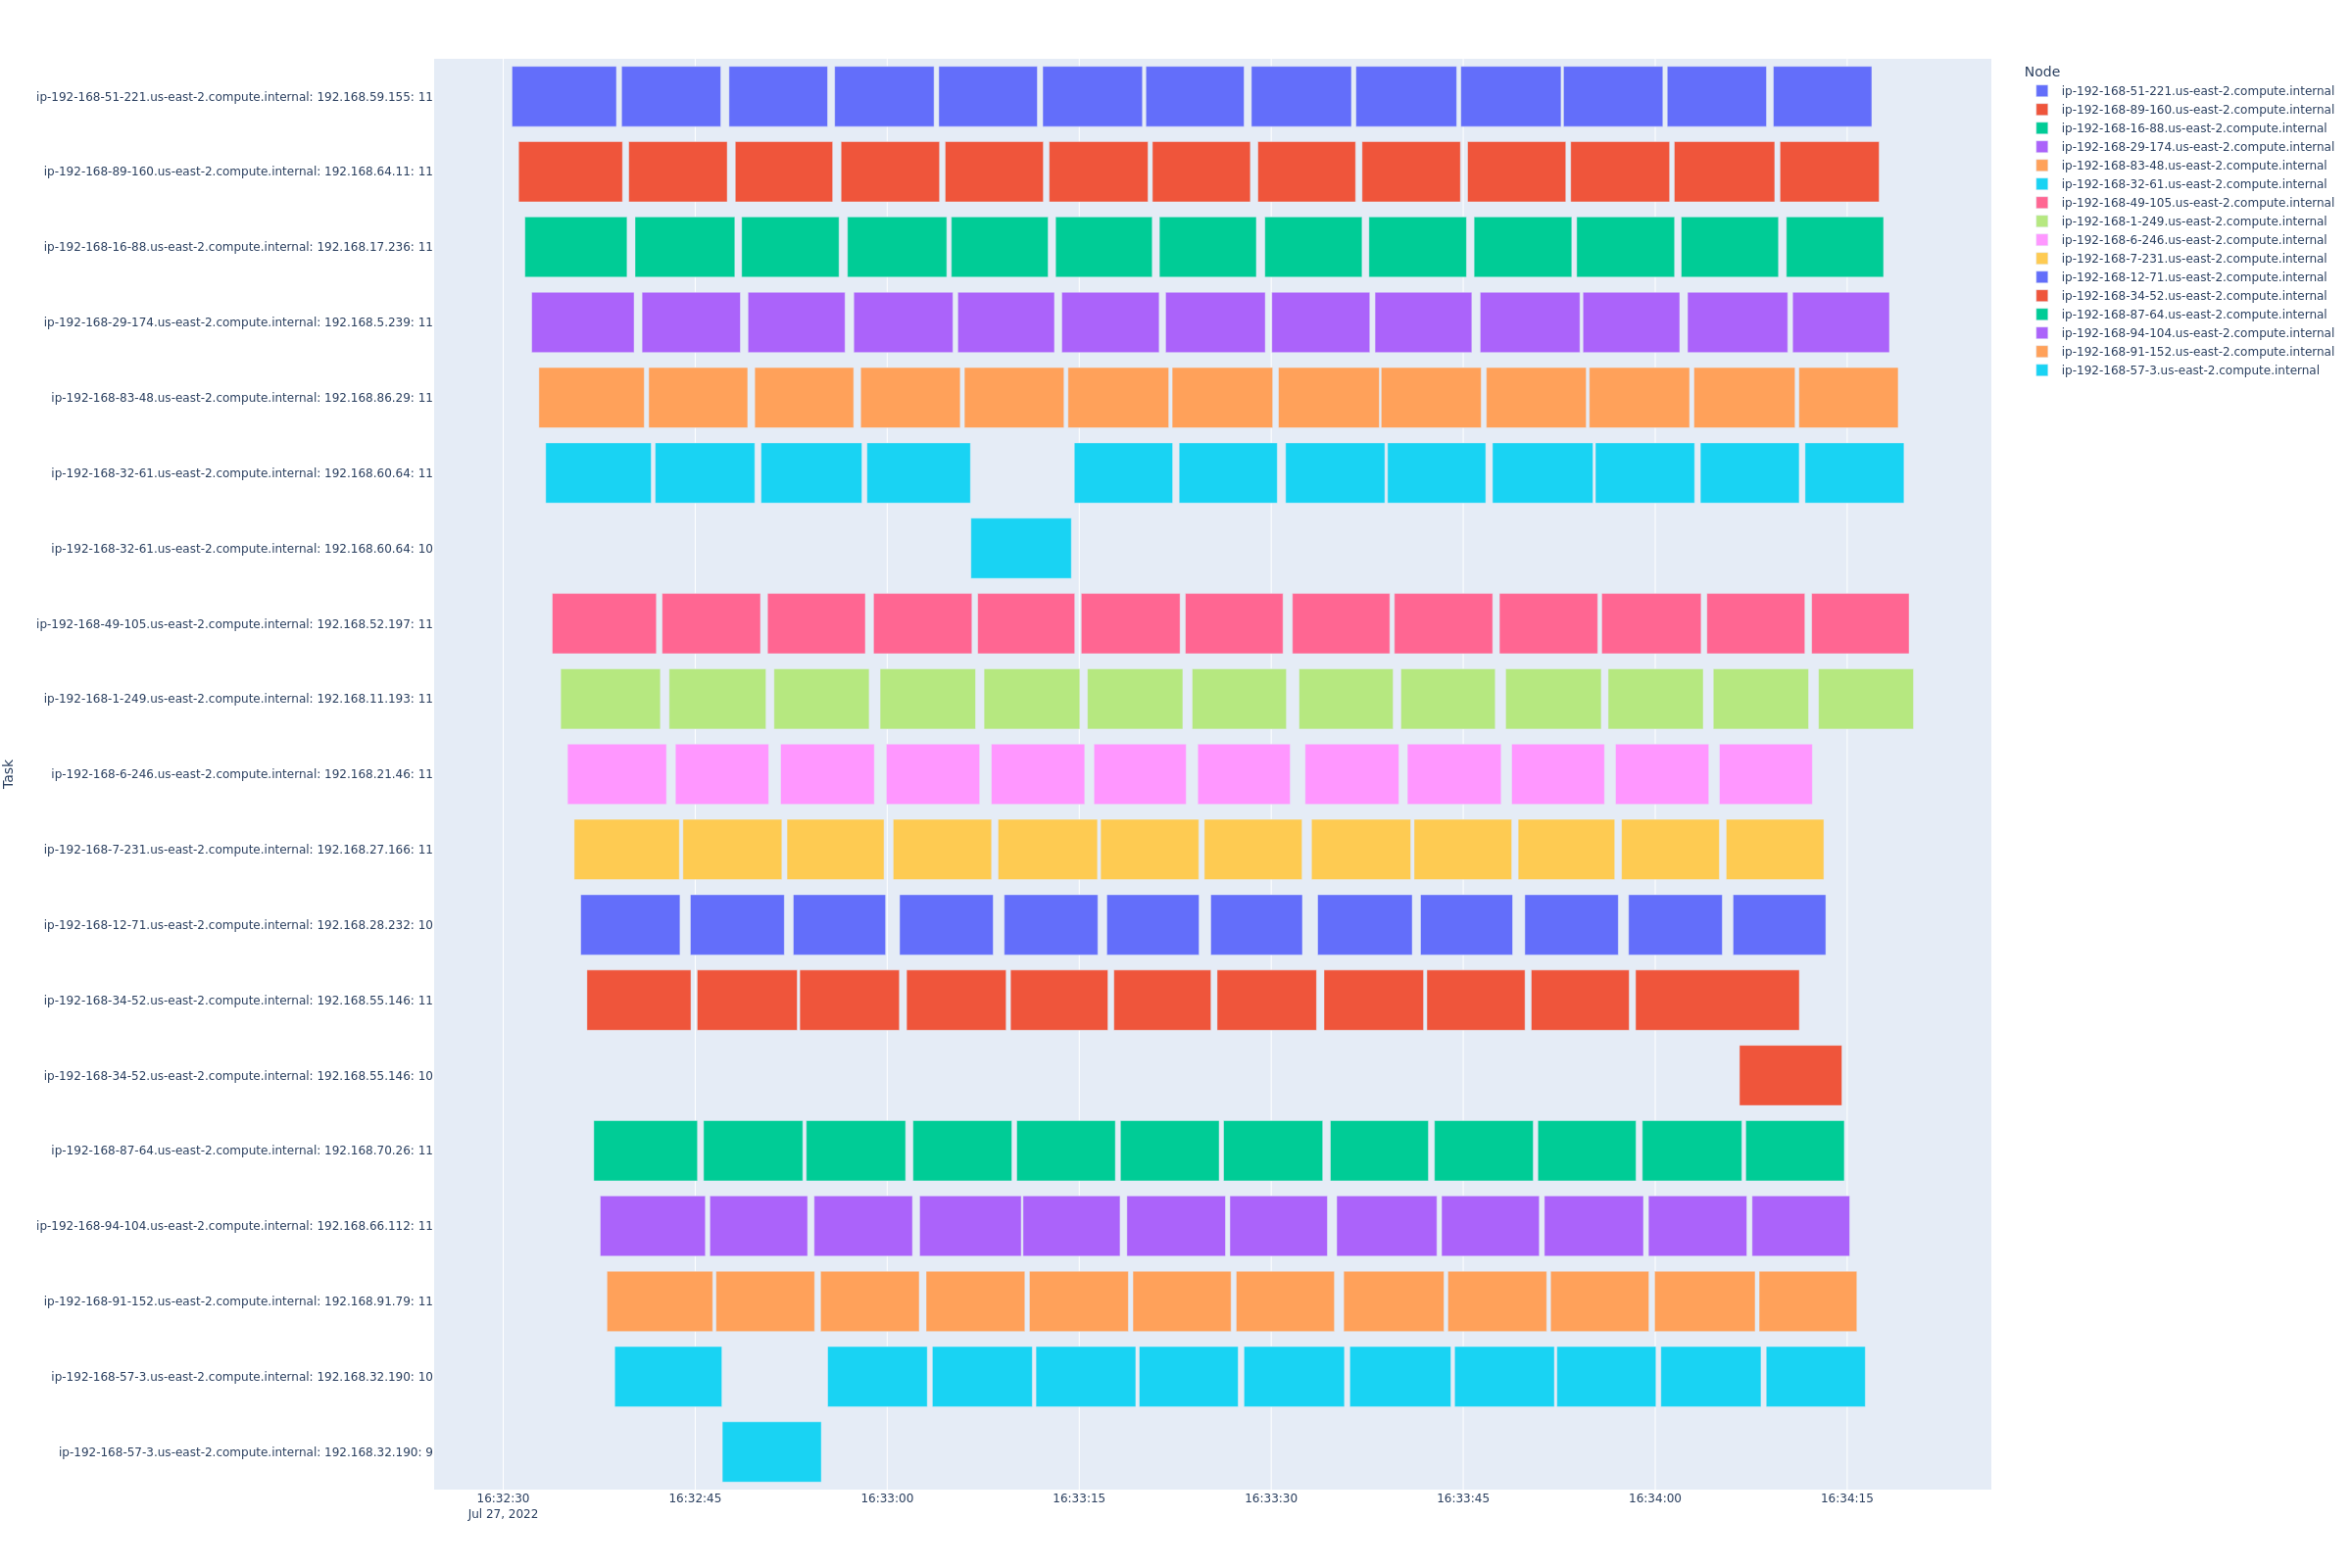 ip-192-168-51-221.us-east-2.compute.internal: 192.168.59.155: 11
ip-192-168-89-160.us-east-2.compute.internal: 192.168.64.11: 11
ip-192-168-16-88.us-east-2.compute.internal: 192.168.17.236: 11
ip-192-168-29-174.us-east-2.compute.internal: 192.168.5.239: 11
ip-192-168-83-48.us-east-2.compute.internal: 192.168.86.29: 11
ip-192-168-32-61.us-east-2.compute.internal: 192.168.60.64: 11
ip-192-168-32-61.us-east-2.compute.internal: 192.168.60.64: 10
ip-192-168-49-105.us-east-2.compute.internal: 192.168.52.197: 11
ip-192-168-1-249.us-east-2.compute.internal: 192.168.11.193: 11
ip-192-168-6-246.us-east-2.compute.internal: 192.168.21.46: 11
ip-192-168-7-231.us-east-2.compute.internal: 192.168.27.166: 11
ip-192-168-12-71.us-east-2.compute.internal: 192.168.28.232: 10
ip-192-168-34-52.us-east-2.compute.internal: 192.168.55.146: 11
ip-192-168-34-52.us-east-2.compute.internal: 192.168.55.146: 10
ip-192-168-87-64.us-east-2.compute.internal: 192.168.70.26: 11
ip-192-168-94-104.us-east-2.compute.internal: 192.168.66.112: 11
ip-192-168-91-152.us-east-2.compute.internal: 192.168.91.79: 11
ip-192-168-57-3.us-east-2.compute.internal: 192.168.32.190: 10
ip-192-168-57-3.us-east-2.compute.internal: 192.168.32.190: 9
Task
16:32:30 16:32:45 16:33:00 16:33:15 16:33:30 16:33:45 16:34:00 16:34:15
Jul 27, 2022
Node
ip-192-168-51-221.us-east-2.compute.internal
ip-192-168-89-160.us-east-2.compute.internal
ip-192-168-16-88.us-east-2.compute.internal
ip-192-168-29-174.us-east-2.compute.internal
ip-192-168-83-48.us-east-2.compute.internal
ip-192-168-32-61.us-east-2.compute.internal
ip-192-168-49-105.us-east-2.compute.internal
ip-192-168-1-249.us-east-2.compute.internal
ip-192-168-6-246.us-east-2.compute.internal
ip-192-168-7-231.us-east-2.compute.internal
ip-192-168-12-71.us-east-2.compute.internal
ip-192-168-34-52.us-east-2.compute.internal
ip-192-168-87-64.us-east-2.compute.internal
ip-192-168-94-104.us-east-2.compute.internal
ip-192-168-91-152.us-east-2.compute.internal
ip-192-168-57-3.us-east-2.compute.internal